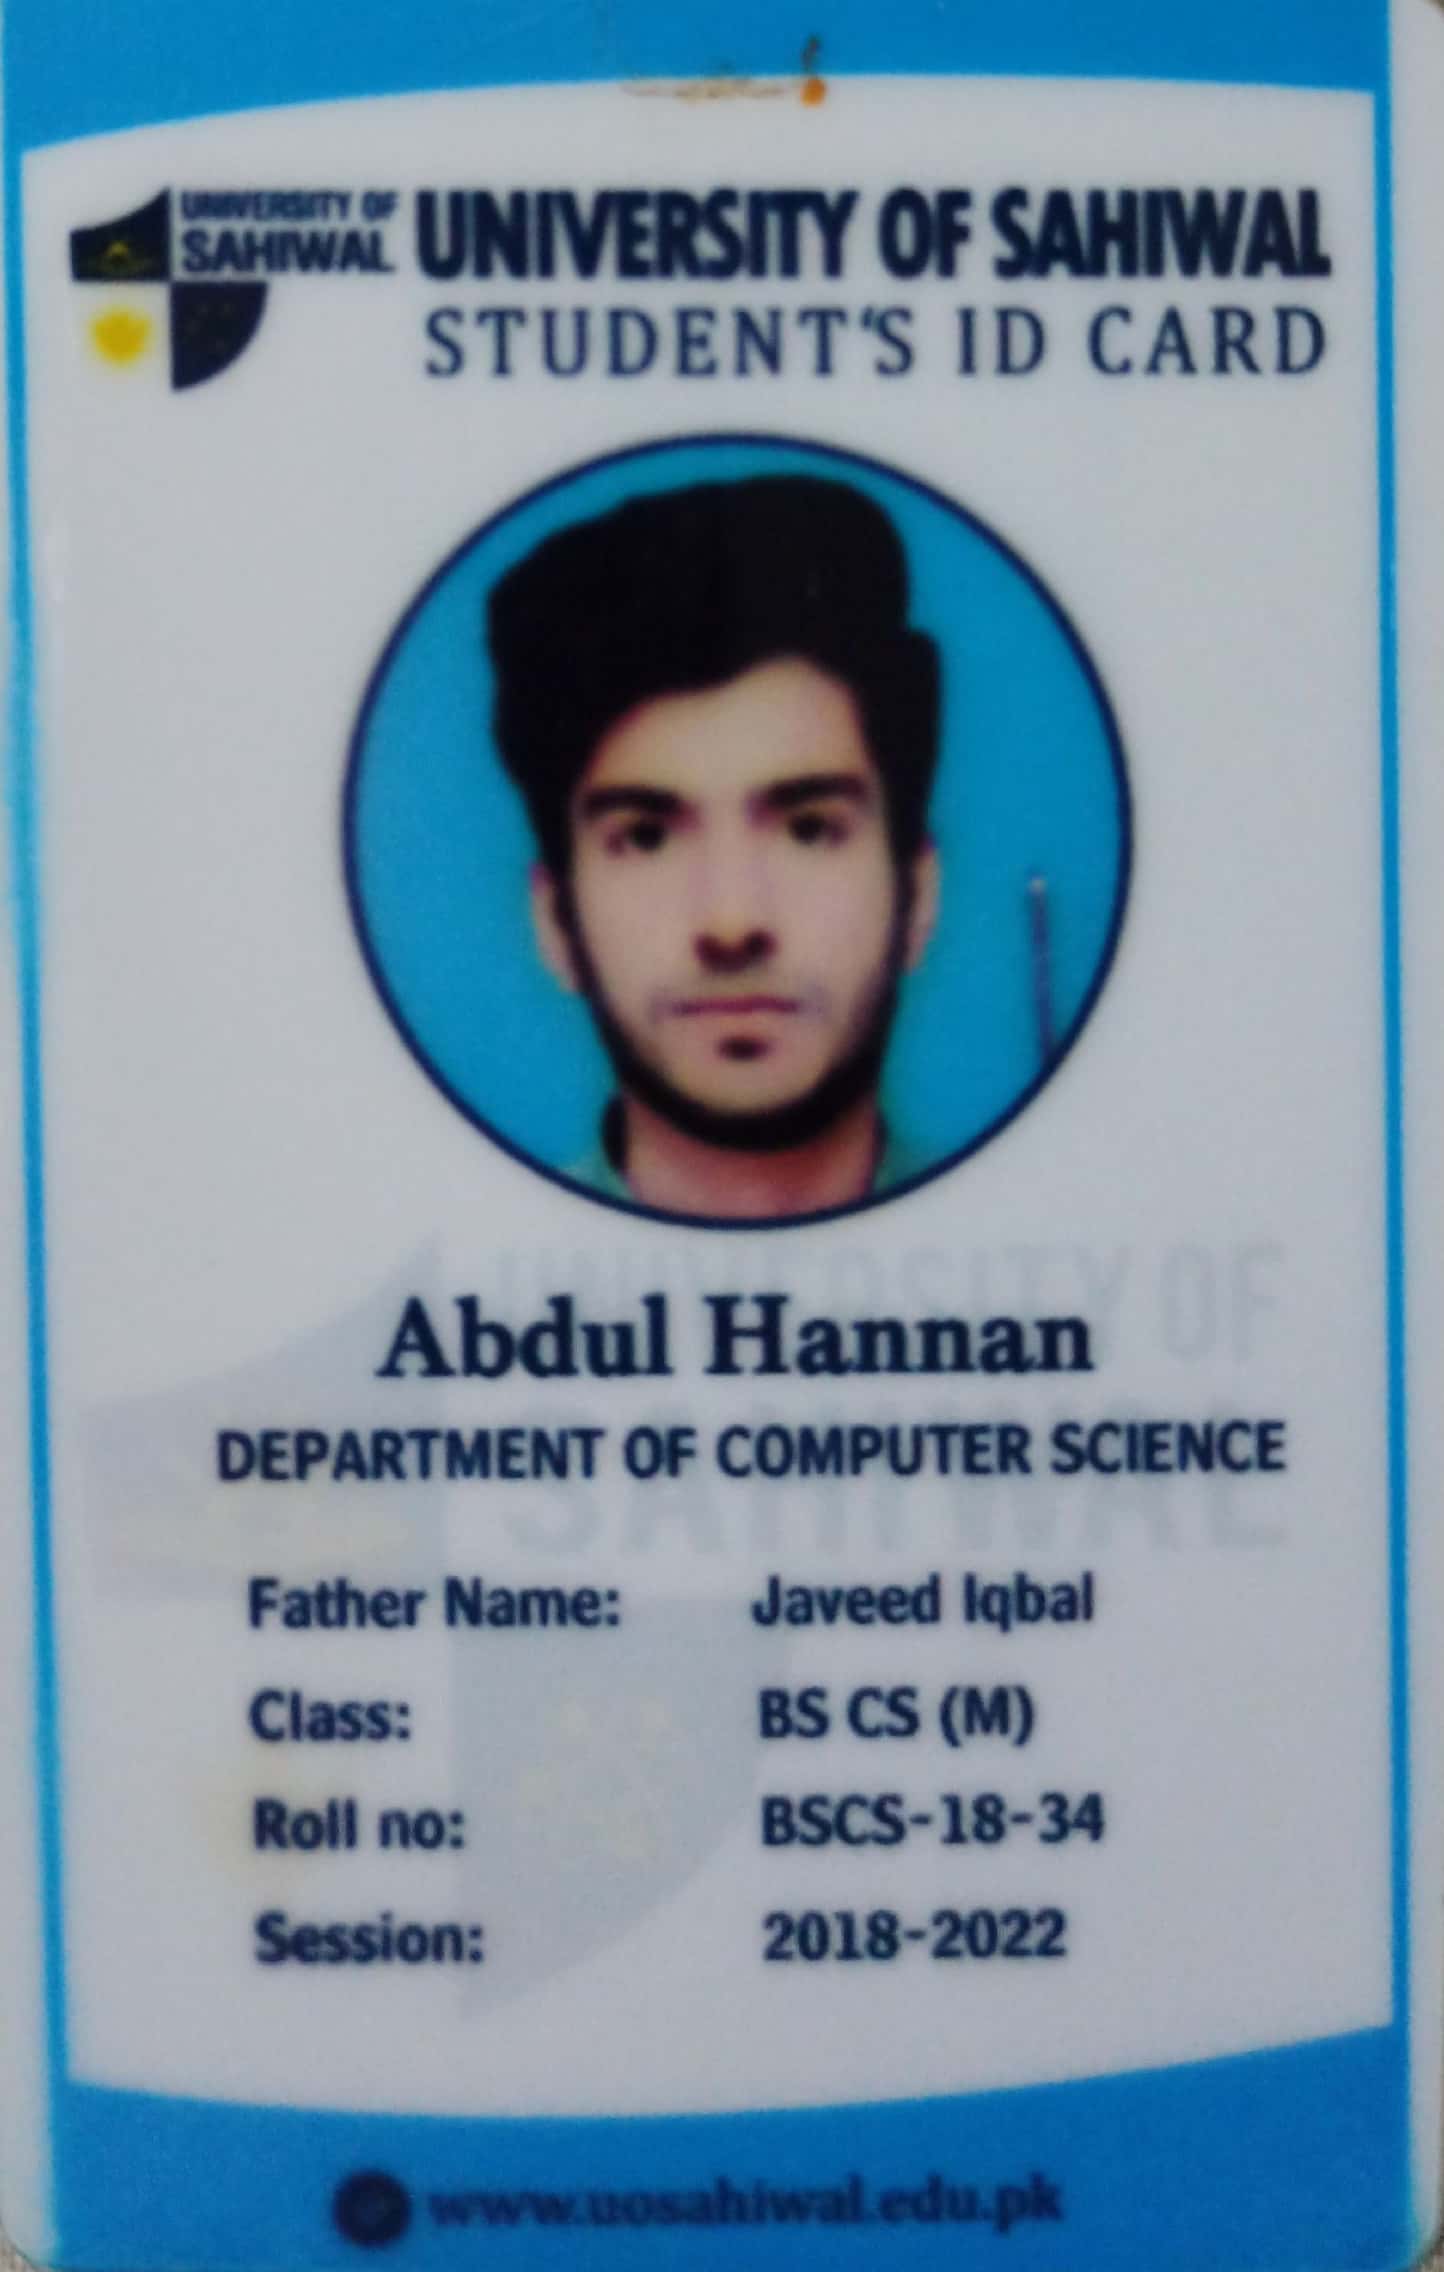 UNIVERSITY OF
SAHIWAL
UNIVERSITY OF SAHIWAL
STUDENT'S ID CARD
Abdul Hannan
DEPARTMENT OF COMPUTER SCIENCE
UNIVERSITY OF
SAHIWAL
Father Name: Javeed Iqbal
Class: BS CS (M)
Roll no: BSCS-18-34
Session: 2018-2022
www.uosahiwal.edu.pk